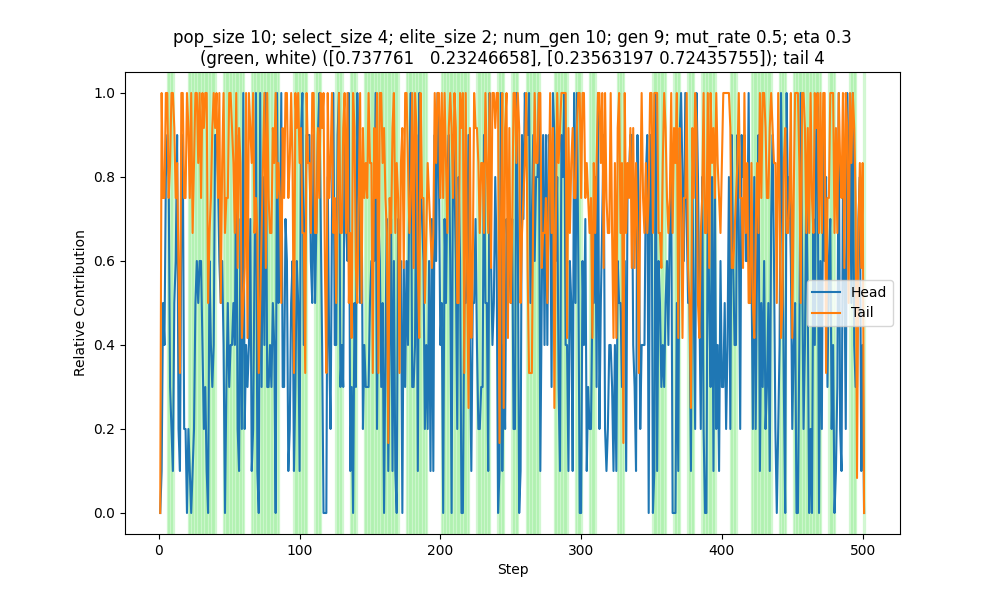 pop_size 10; select_size 4; elite_size 2; num_gen 10; gen 9; mut_rate 0.5; eta 0.3
(green, white) ([0.737761   0.23246658], [0.23563197 0.72435755]); tail 4
1.0
0.8
0.6
0.4
0.2
0.0
Relative Contribution
Head
Tail
0
100
200
300
400
500
Step